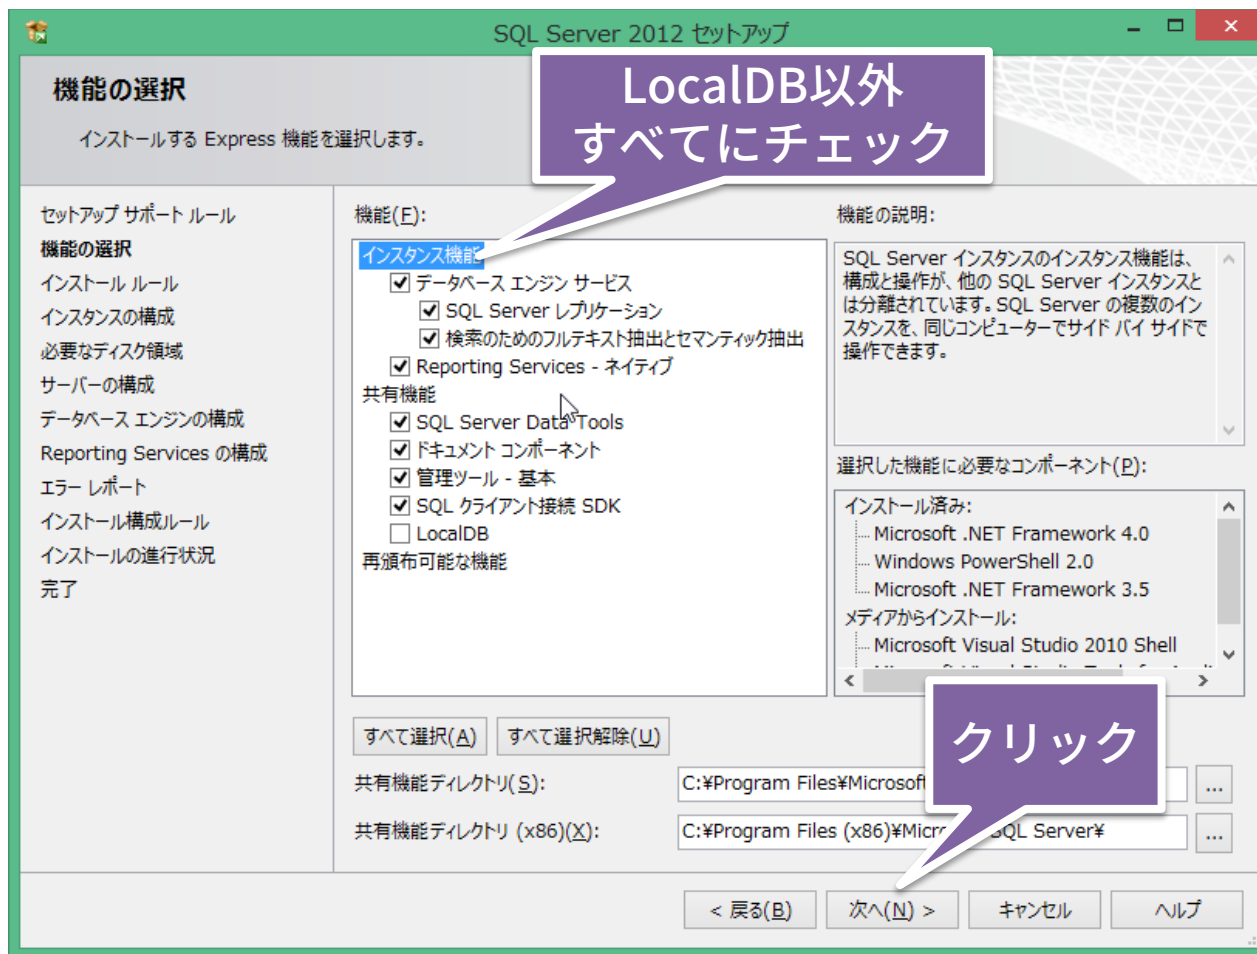 SQL Server 2012 セットアップ
機能の選択
インストールする Express 機能を選択します。
LocalDB以外
すべてにチェック
セットアップ サポート ルール
機能の選択
インストール ルール
インスタンスの構成
必要なディスク領域
サーバーの構成
データベース エンジンの構成
Reporting Services の構成
エラー レポート
インストール構成ルール
インストールの進行状況
完了
機能(F):
インスタンス機能
データベース エンジン サービス
SQL Server レプリケーション
検索のためのフルテキスト抽出とセマンティック抽出
Reporting Services - ネイティブ
共有機能
SQL Server Data Tools
ドキュメント コンポーネント
管理ツール - 基本
SQL クライアント接続 SDK
LocalDB
再頒布可能な機能
機能の説明:
SQL Server インスタンスのインスタンス機能は、
構成と操作が、他の SQL Server インスタンスと
は分離されています。SQL Server の複数のイン
スタンスを、同じコンピューターでサイド バイ サイドで
操作できます。
選択した機能に必要なコンポーネント(P):
インストール済み:
Microsoft .NET Framework 4.0
Windows PowerShell 2.0
Microsoft .NET Framework 3.5
メディアからインストール:
Microsoft Visual Studio 2010 Shell
すべて選択(A)
すべて選択解除(U)
クリック
共有機能ディレクトリ(S):
C:¥Program Files¥Microsoft
...
共有機能ディレクトリ (x86)(X):
C:¥Program Files (x86)¥Micr SQL Server¥
...
< 戻る(B)
次へ(N) >
キャンセル
ヘルプ